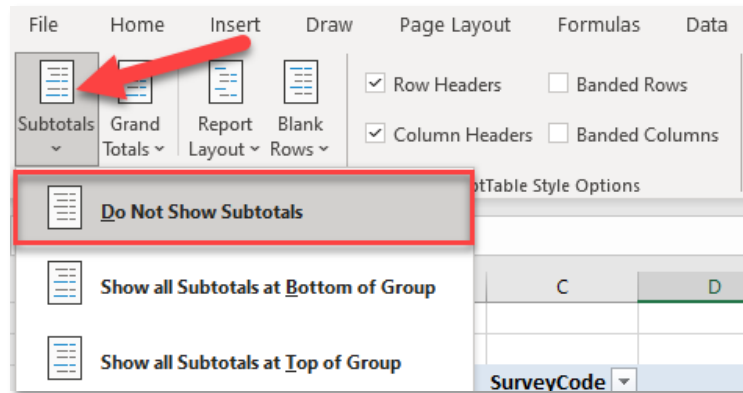 File Home Insert Draw Page Layout Formulas Data
Subtotals Grand Totals Report Layout Blank Rows
Row Headers Banded Rows
Column Headers Banded Columns
Table Style Options
Do Not Show Subtotals
Show all Subtotals at Bottom of Group
Show all Subtotals at Top of Group
C D
SurveyCode